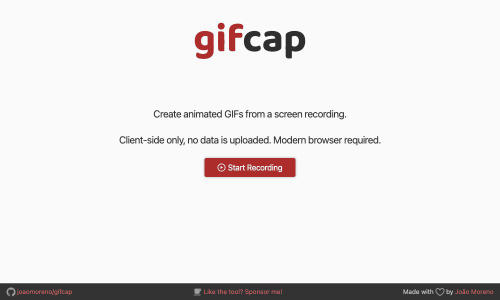 gifcap
Create animated GIFs from a screen recording.
Client-side only, no data is uploaded. Modern browser required.
Start Recording
joaomoreno/gifcap
Like the tool? Sponsor me!
Made with by João Moreno